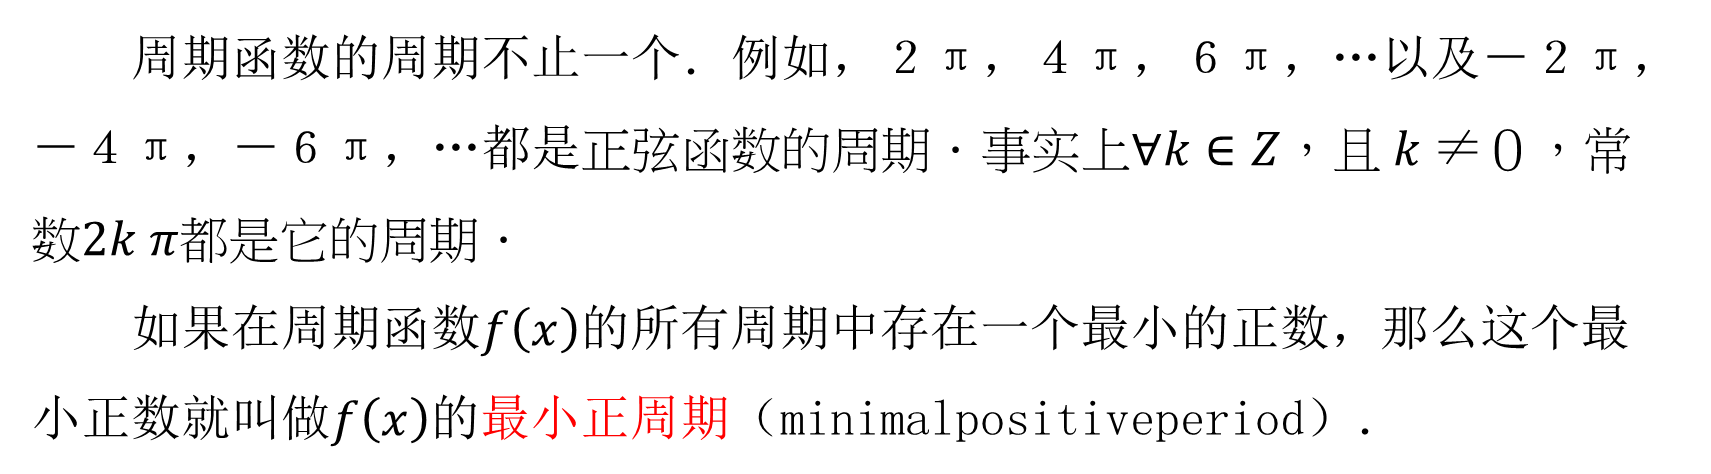 周期函数的周期不止一个．例如，２π，４π，６π，…以及－２π，
－４π，－６π，…都是正弦函数的周期．事实上∀k ∈ Z，且 k ≠ 0 ，常
数2k π都是它的周期．
如果在周期函数f(x)的所有周期中存在一个最小的正数，那么这个最
小正数就叫做f(x)的最小正周期（minimalpositiveperiod）．